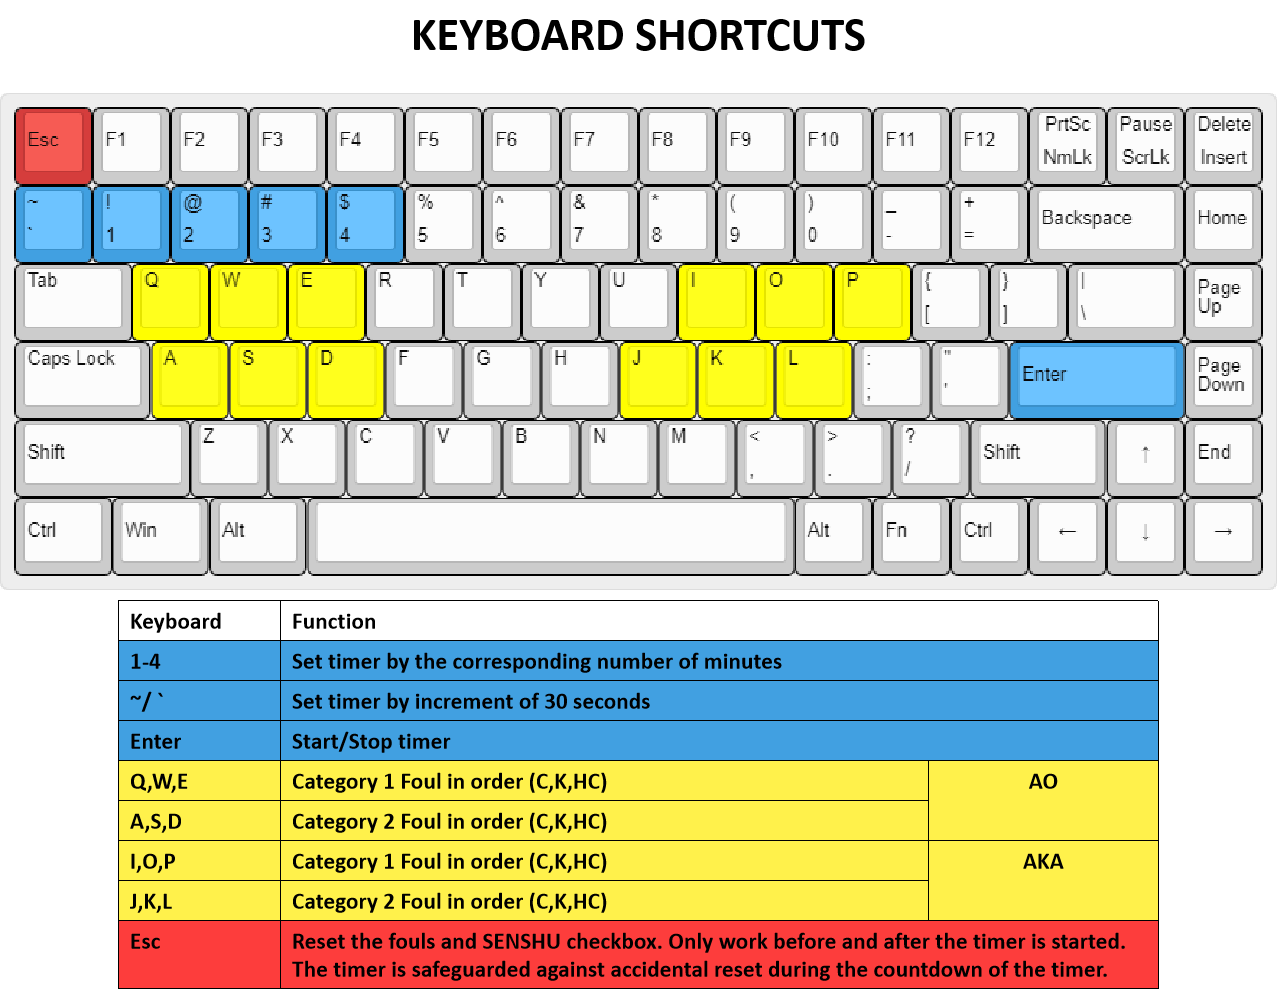 KEYBOARD SHORTCUTS
Esc F1 F2 F3 F4 F5 F6 F7 F8 F9 F10 F11 F12 PrtSc Pause Delete
NmLk ScrLk Insert
~ ! @ # $ % ^ & * ( ) _ + Backspace Home
` 1 2 3 4 5 6 7 8 9 0 - =
Tab Q W E R T Y U I O P { } | Page
[ ] \ Up
Caps Lock A S D F G H J K L : " Enter Page
; ' Down
Shift Z X C V B N M < > ? Shift ↑ End
, . /
Ctrl Win Alt Alt Fn Ctrl ← ↓ →
Keyboard Function
1-4 Set timer by the corresponding number of minutes
~/ ` Set timer by increment of 30 seconds
Enter Start/Stop timer
Q,W,E Category 1 Foul in order (C,K,HC) AO
A,S,D Category 2 Foul in order (C,K,HC)
I,O,P Category 1 Foul in order (C,K,HC) AKA
J,K,L Category 2 Foul in order (C,K,HC)
Esc Reset the fouls and SENSHU checkbox. Only work before and after the timer is started.
The timer is safeguarded against accidental reset during the countdown of the timer.